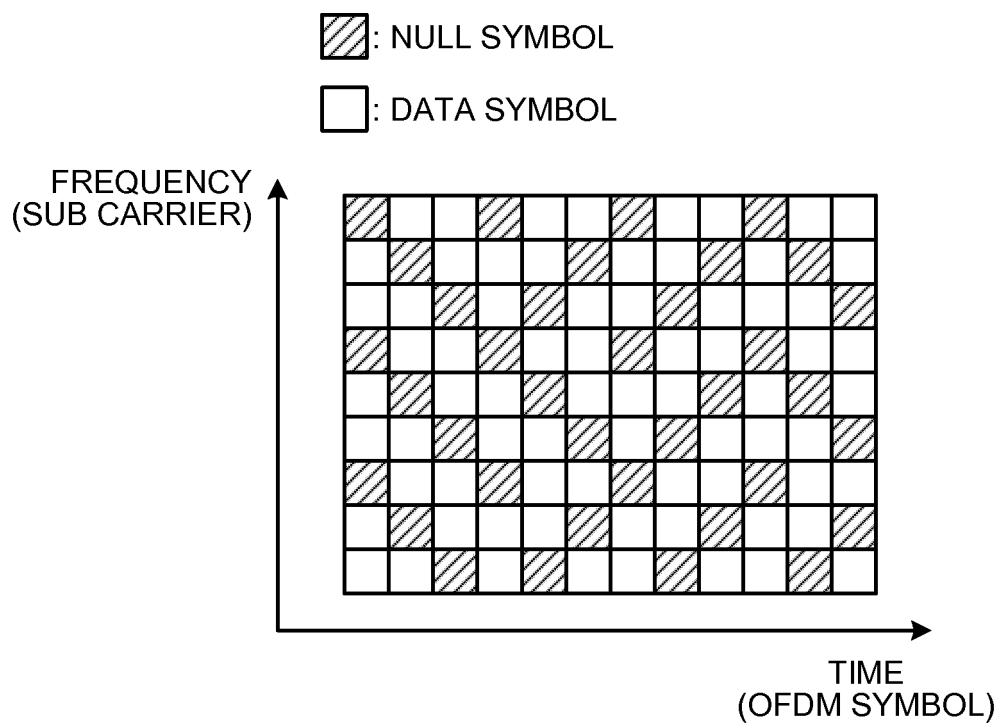 : NULL SYMBOL
: DATA SYMBOL
FREQUENCY
(SUB CARRIER)
TIME
(OFDM SYMBOL)